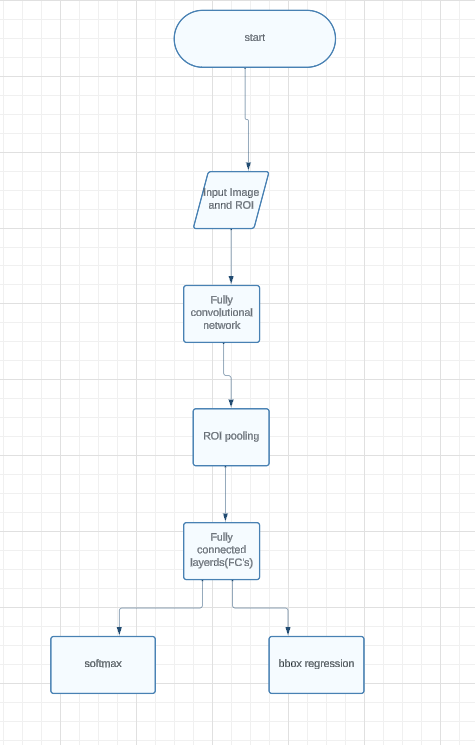 start
Input Image
annd ROI
Fully
convolutional
network
ROI pooling
Fully
connected
layerds(FC's)
softmax
bbox regression